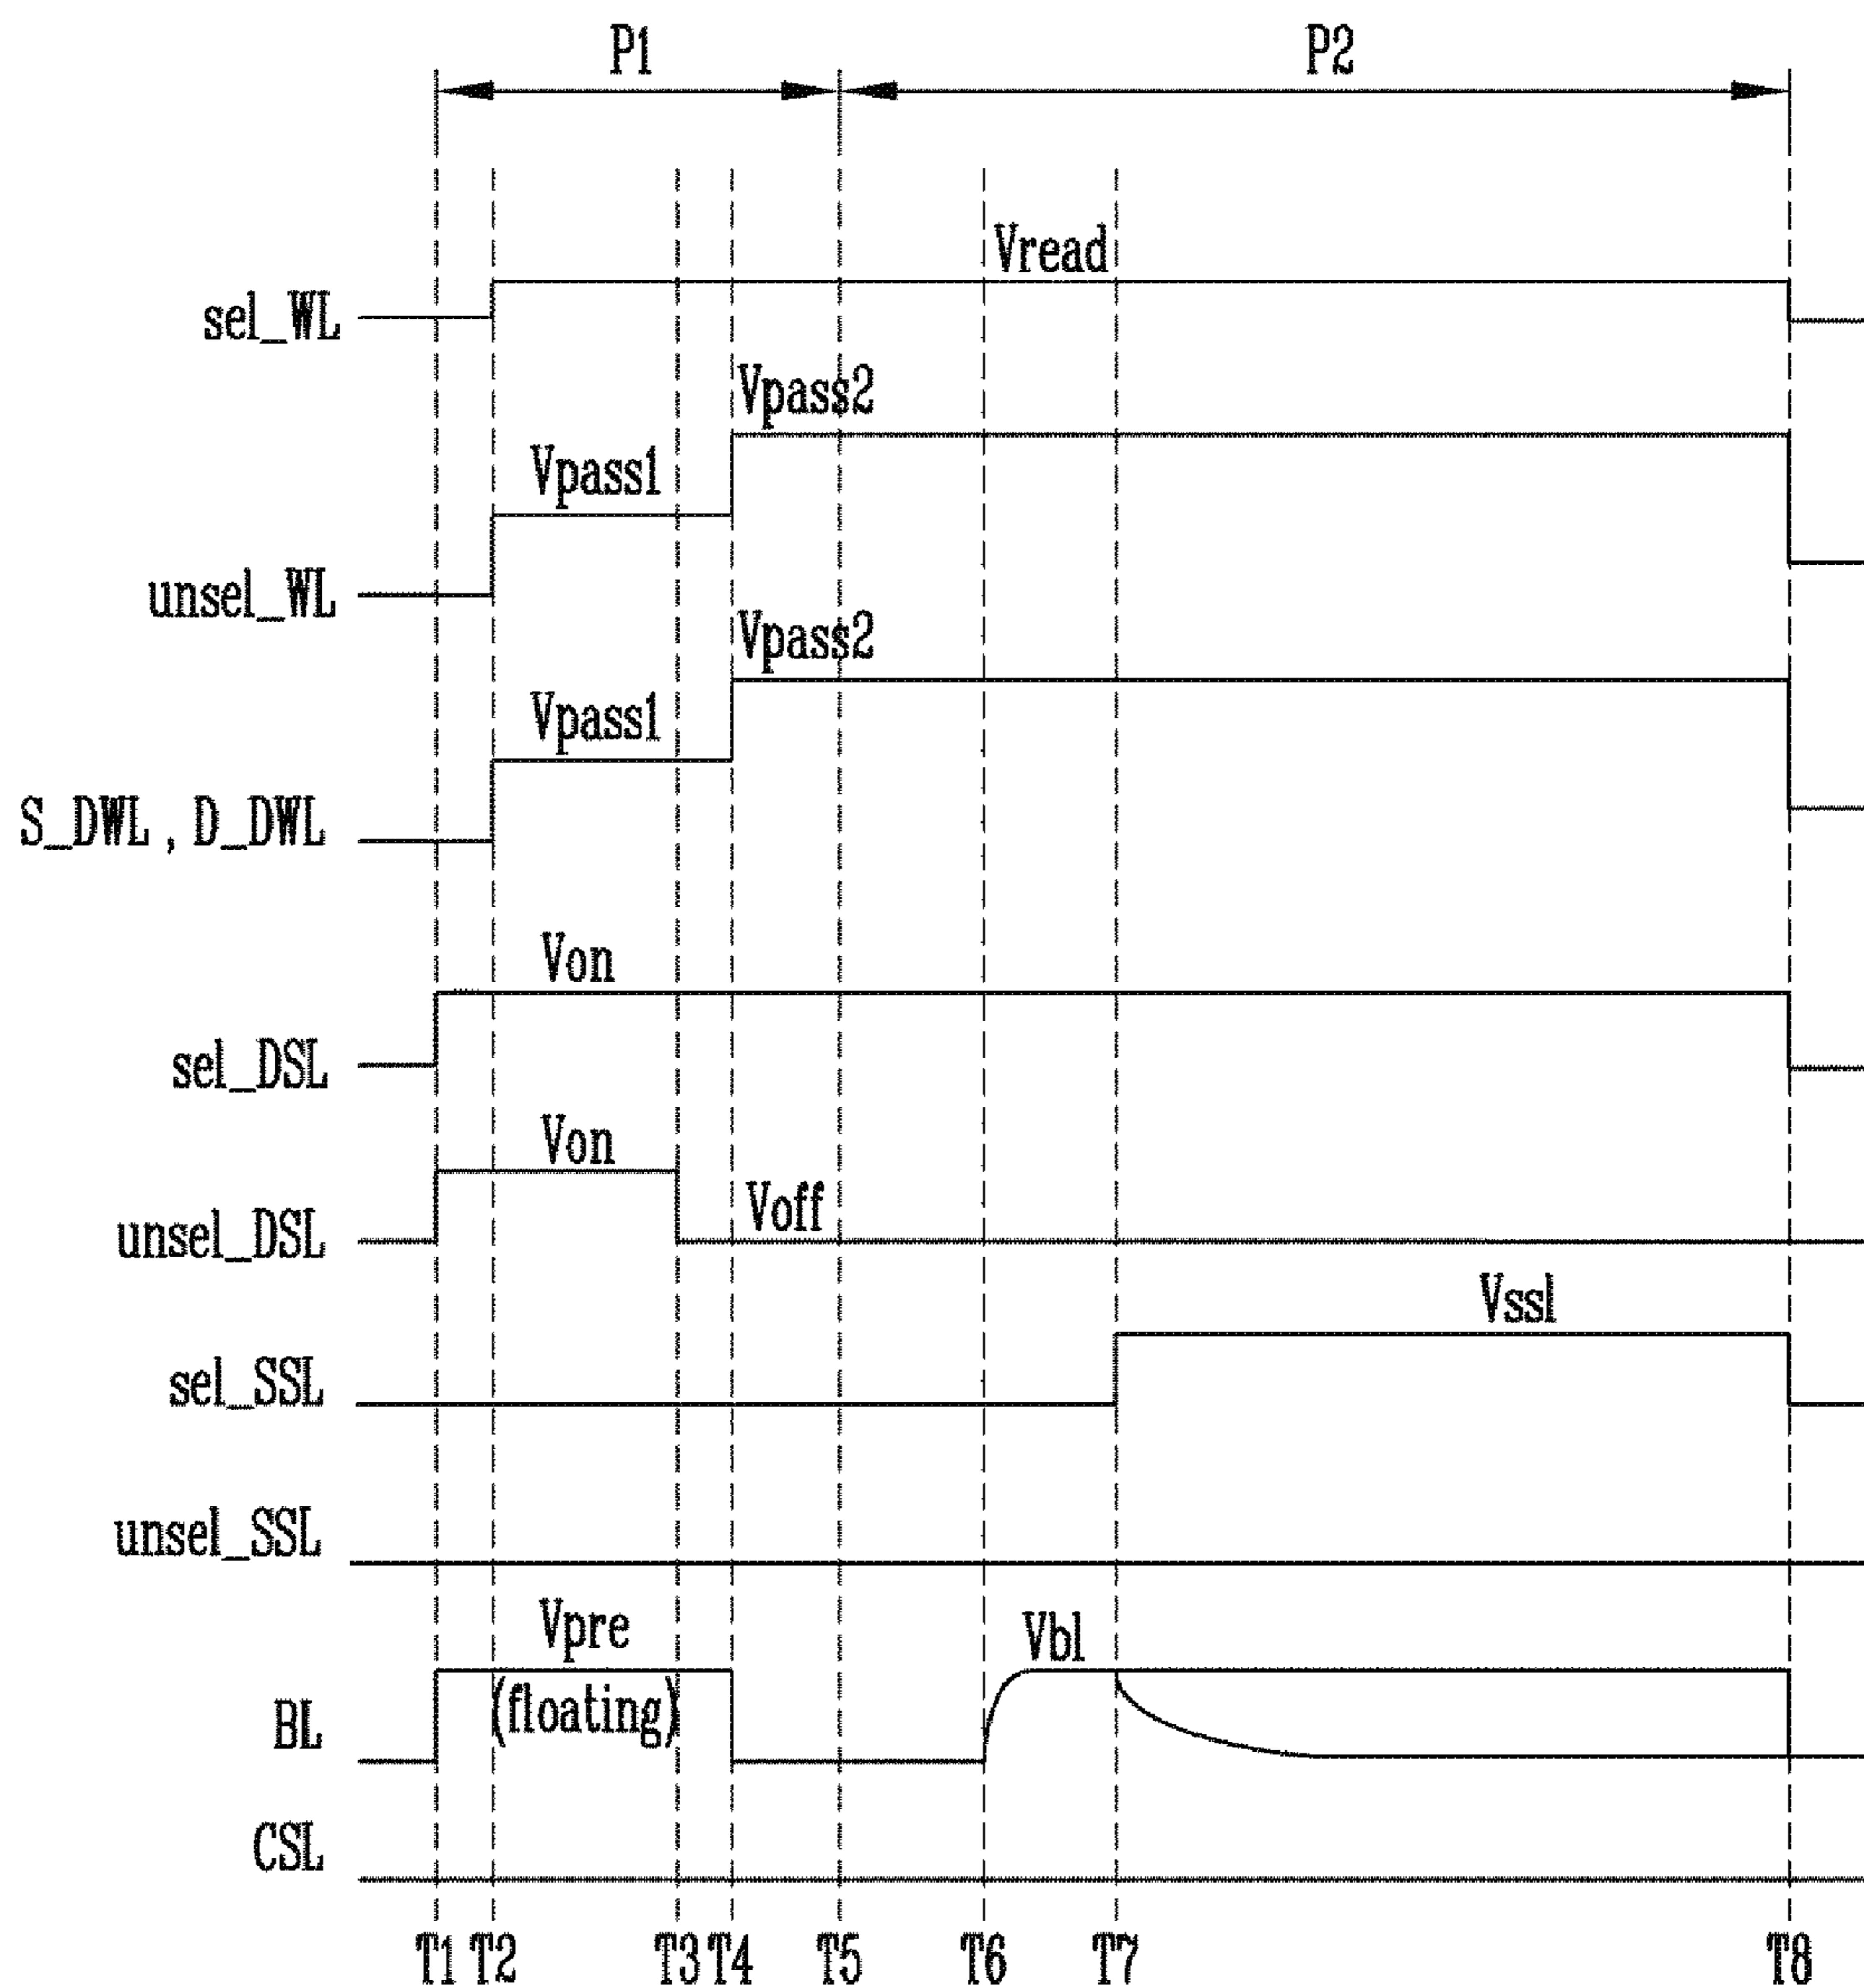 P1 P2
Vread
sel_WL
Vpass2
Vpass1
unsel_WL
Vpass2
Vpass1
S_DWL , D_DWL
Von
sel_DSL
Von
Voff
unsel_DSL
Vssl
sel_SSL
unsel_SSL
Vpre
Vbl
(floating)
BL
CSL
T1 T2 T3 T4 T5 T6 T7 T8